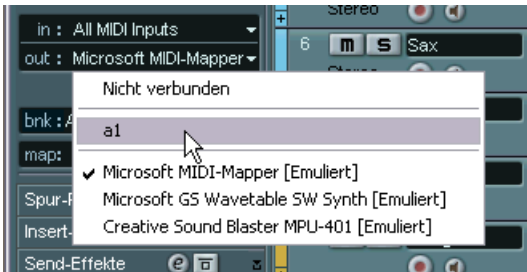 in : All MIDI Inputs
out : Microsoft MIDI-Mapper
Stereo
6 m S Sax
Nicht verbunden
a1
Microsoft MIDI-Mapper [Emuliert]
Microsoft GS Wavetable SW Synth [Emuliert]
Creative Sound Blaster MPU-401 [Emuliert]
bnk :
map:
Spur-
Insert-
Send-Effekte e